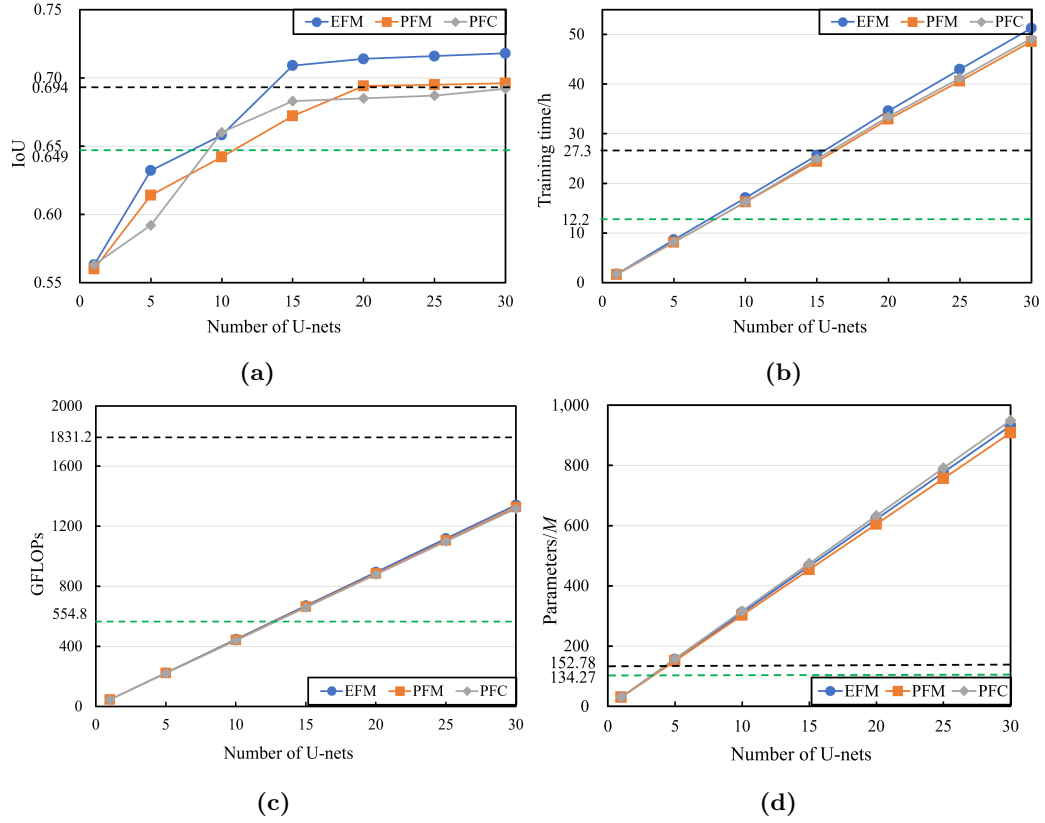 0.75
0.70
0.694
0.65
0.649
0.60
0.55
IoU
EFM PFM PFC
0 5 10 15 20 25 30
Number of U-nets
(a)
50
40
30
27.3
20
12.2
10
0
Training time/h
EFM PFM PFC
0 5 10 15 20 25 30
Number of U-nets
(b)
2000
1831.2
1600
1200
800
554.8
400
0
GFLOPs
EFM PFM PFC
0 5 10 15 20 25 30
Number of U-nets
(c)
1,000
800
600
400
200
152.78
134.27
0
Parameters/M
EFM PFM PFC
0 5 10 15 20 25 30
Number of U-nets
(d)